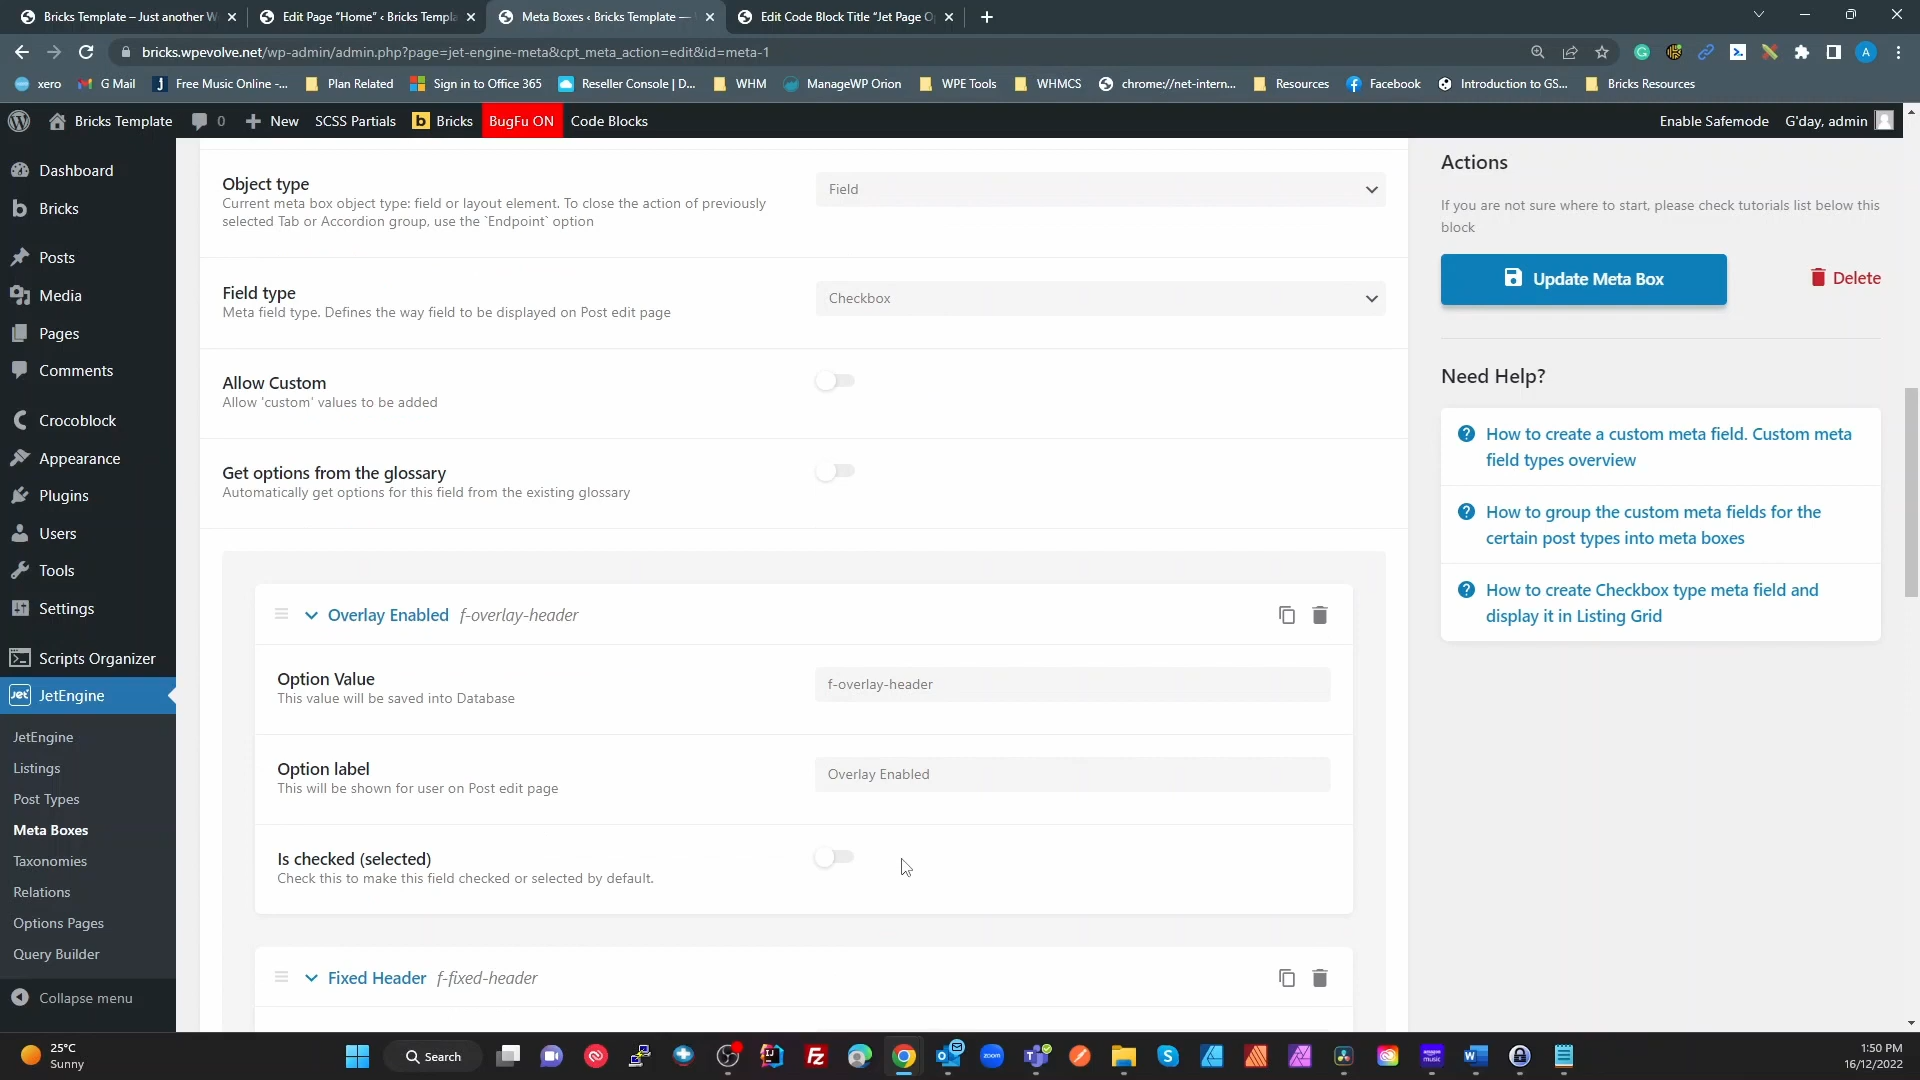 Bricks Template – Just another W
Edit Page "Home" ‹ Bricks Templa
Meta Boxes ‹ Bricks Template —
Edit Code Block Title "Jet Page O
bricks.wpevolve.net/wp-admin/admin.php?page=jet-engine-meta&cpt_meta_action=edit&id=meta-1
A
xero
G Mail
Free Music Online -...
Plan Related
Sign in to Office 365
Reseller Console | D...
WHM
ManageWP Orion
WPE Tools
WHMCS
chrome://net-intern...
Resources
Facebook
Introduction to GS...
Bricks Resources
Bricks Template
0
New
SCSS Partials
b Bricks
BugFu ON
Code Blocks
Enable Safemode
G'day, admin
Dashboard
b Bricks
Posts
Media
Pages
Comments
Crocoblock
Appearance
Plugins
Users
Tools
Settings
Scripts Organizer
JetEngine
JetEngine
Listings
Post Types
Meta Boxes
Taxonomies
Relations
Options Pages
Query Builder
Collapse menu
Object type
Current meta box object type: field or layout element. To close the action of previously
selected Tab or Accordion group, use the `Endpoint` option
Field
Field type
Meta field type. Defines the way field to be displayed on Post edit page
Checkbox
Allow Custom
Allow 'custom' values to be added
Get options from the glossary
Automatically get options for this field from the existing glossary
Overlay Enabled f-overlay-header
Option Value
This value will be saved into Database
f-overlay-header
Option label
This will be shown for user on Post edit page
Overlay Enabled
Is checked (selected)
Check this to make this field checked or selected by default.
Fixed Header f-fixed-header
Actions
If you are not sure where to start, please check tutorials list below this
block
Update Meta Box
Delete
Need Help?
How to create a custom meta field. Custom meta
field types overview
How to group the custom meta fields for the
certain post types into meta boxes
How to create Checkbox type meta field and
display it in Listing Grid
25°C
Sunny
Search
zoom
1:50 PM
16/12/2022